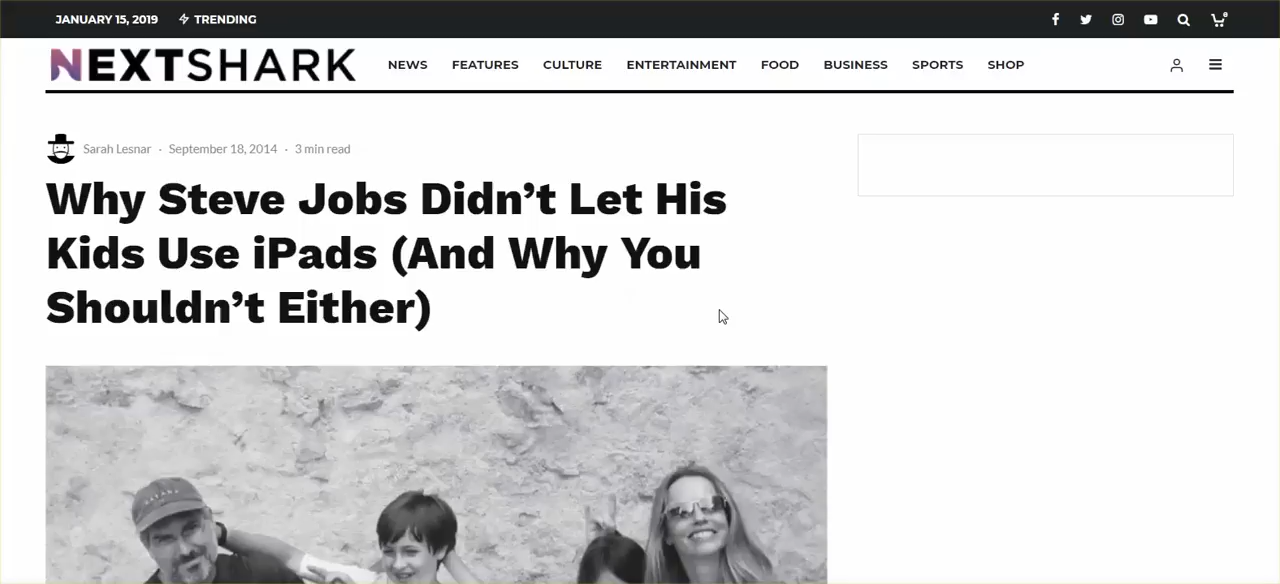 JANUARY 15, 2019 TRENDING
0
NEXTSHARK NEWS FEATURES CULTURE ENTERTAINMENT FOOD BUSINESS SPORTS SHOP
Sarah Lesnar · September 18, 2014 · 3 min read
Why Steve Jobs Didn’t Let His
Kids Use iPads (And Why You
Shouldn’t Either)